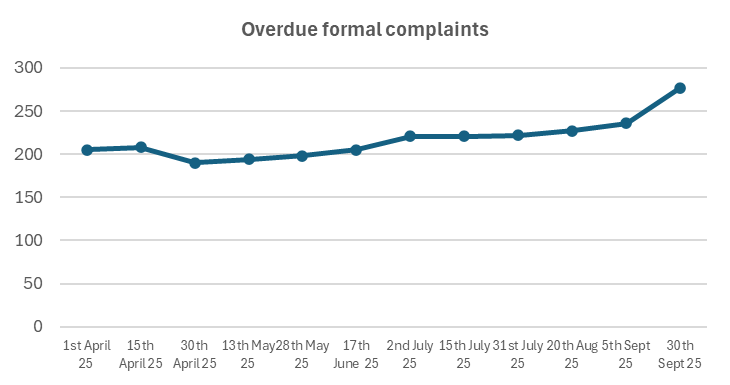 Overdue formal complaints
300
250
200
150
100
50
0
1st April 15th 30th 13th May 28th May 17th 2nd July 15th July 31st July 20th Aug 5th Sept 30th
25 April 25 April 25 25 25 June 25 25 25 25 25 25 Sept 25